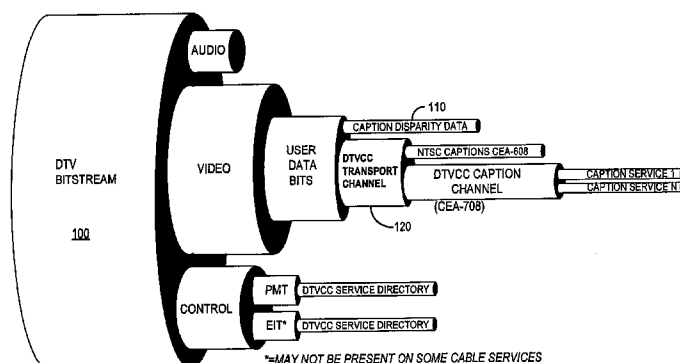 AUDIO
110
CAPTION DISPARITY DATA
DTV
BITSTREAM
100
VIDEO
USER
DATA
BITS
DTVCC
TRANSPORT
CHANNEL
120
NTSC CAPTIONS CEA-608
DTVCC CAPTION
CHANNEL
(CEA-708)
CAPTION SERVICE 1
CAPTION SERVICE N
CONTROL
PMT
DTVCC SERVICE DIRECTORY
EIT*
DTVCC SERVICE DIRECTORY
*=MAY NOT BE PRESENT ON SOME CABLE SERVICES